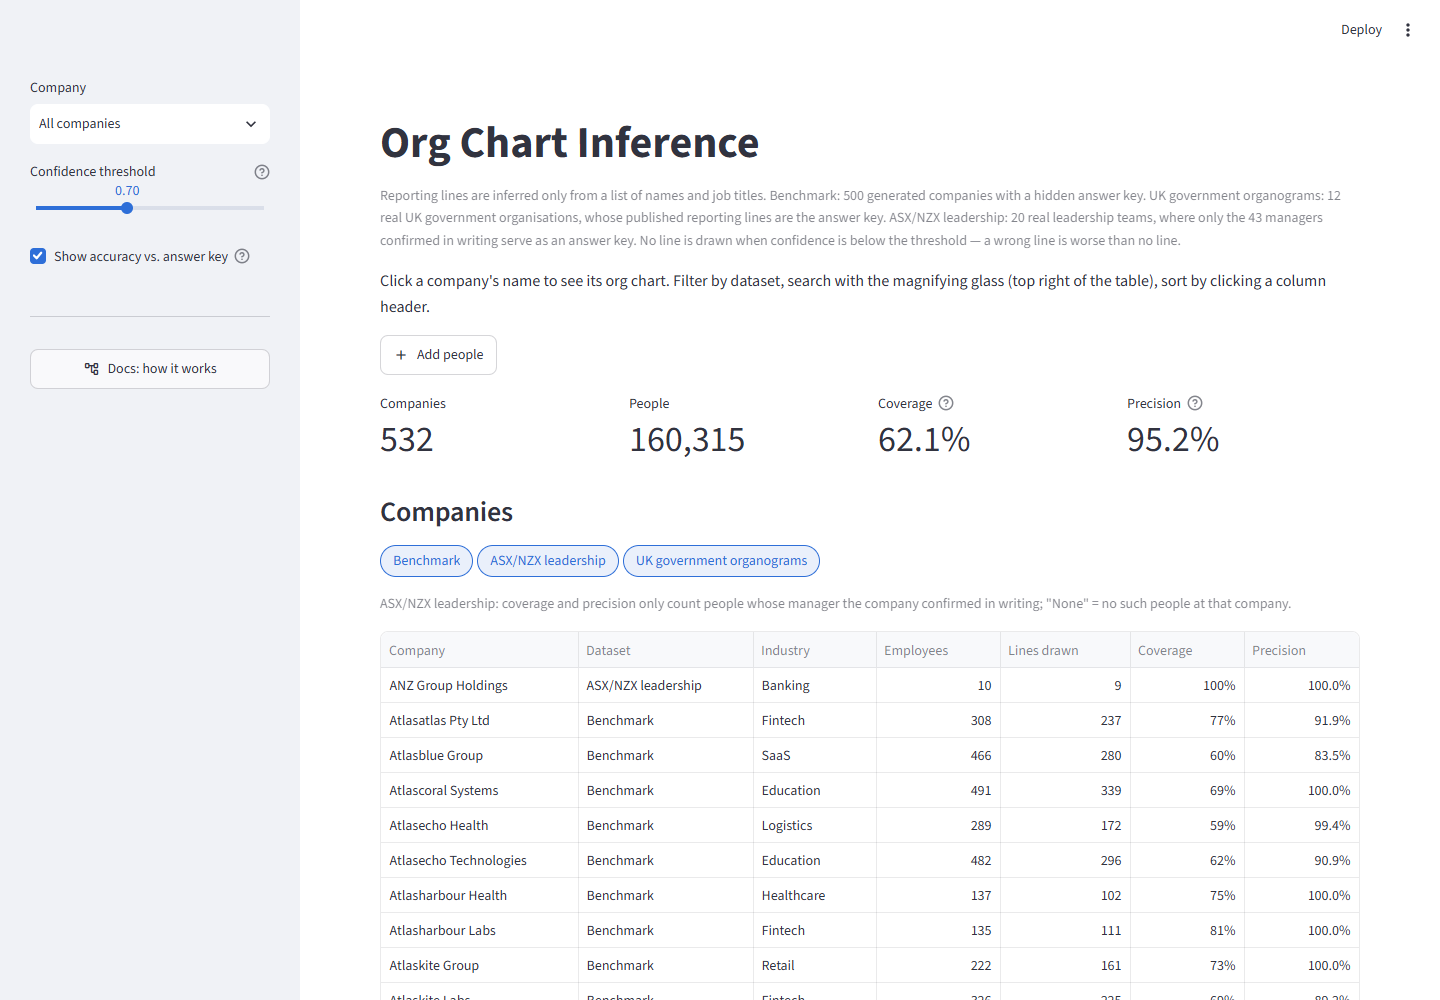 Deploy
Company
All companies
Confidence threshold
0.70
Show accuracy vs. answer key
Docs: how it works
Org Chart Inference
Reporting lines are inferred only from a list of names and job titles. Benchmark: 500 generated companies with a hidden answer key. UK government organograms: 12
real UK government organisations, whose published reporting lines are the answer key. ASX/NZX leadership: 20 real leadership teams, where only the 43 managers
confirmed in writing serve as an answer key. No line is drawn when confidence is below the threshold — a wrong line is worse than no line.
Click a company's name to see its org chart. Filter by dataset, search with the magnifying glass (top right of the table), sort by clicking a column
header.
+ Add people
Companies People Coverage Precision
532 160,315 62.1% 95.2%
Companies
Benchmark ASX/NZX leadership UK government organograms
ASX/NZX leadership: coverage and precision only count people whose manager the company confirmed in writing; "None" = no such people at that company.
Company Dataset Industry Employees Lines drawn Coverage Precision
ANZ Group Holdings ASX/NZX leadership Banking 10 9 100% 100.0%
Atlasatlas Pty Ltd Benchmark Fintech 308 237 77% 91.9%
Atlasblue Group Benchmark SaaS 466 280 60% 83.5%
Atlascoral Systems Benchmark Education 491 339 69% 100.0%
Atlasecho Health Benchmark Logistics 289 172 59% 99.4%
Atlasecho Technologies Benchmark Education 482 296 62% 90.9%
Atlasharbour Health Benchmark Healthcare 137 102 75% 100.0%
Atlasharbour Labs Benchmark Fintech 135 111 81% 100.0%
Atlaskite Group Benchmark Retail 222 161 73% 100.0%
Atlaskite Labs Benchmark Fintech